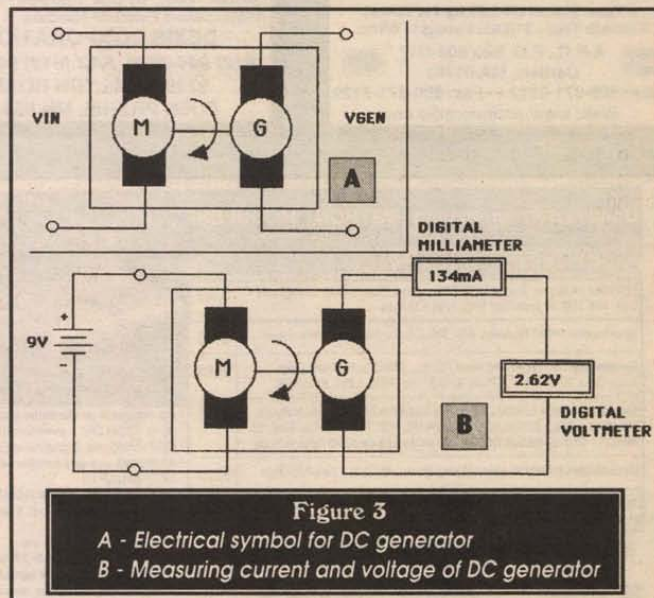 VIN
M
G
VGEN
A
DIGITAL
MILLIAMETER
134mA
+
9V
-
M
G
2.62V
B
DIGITAL
VOLTMETER
Figure 3
A - Electrical symbol for DC generator
B - Measuring current and voltage of DC generator